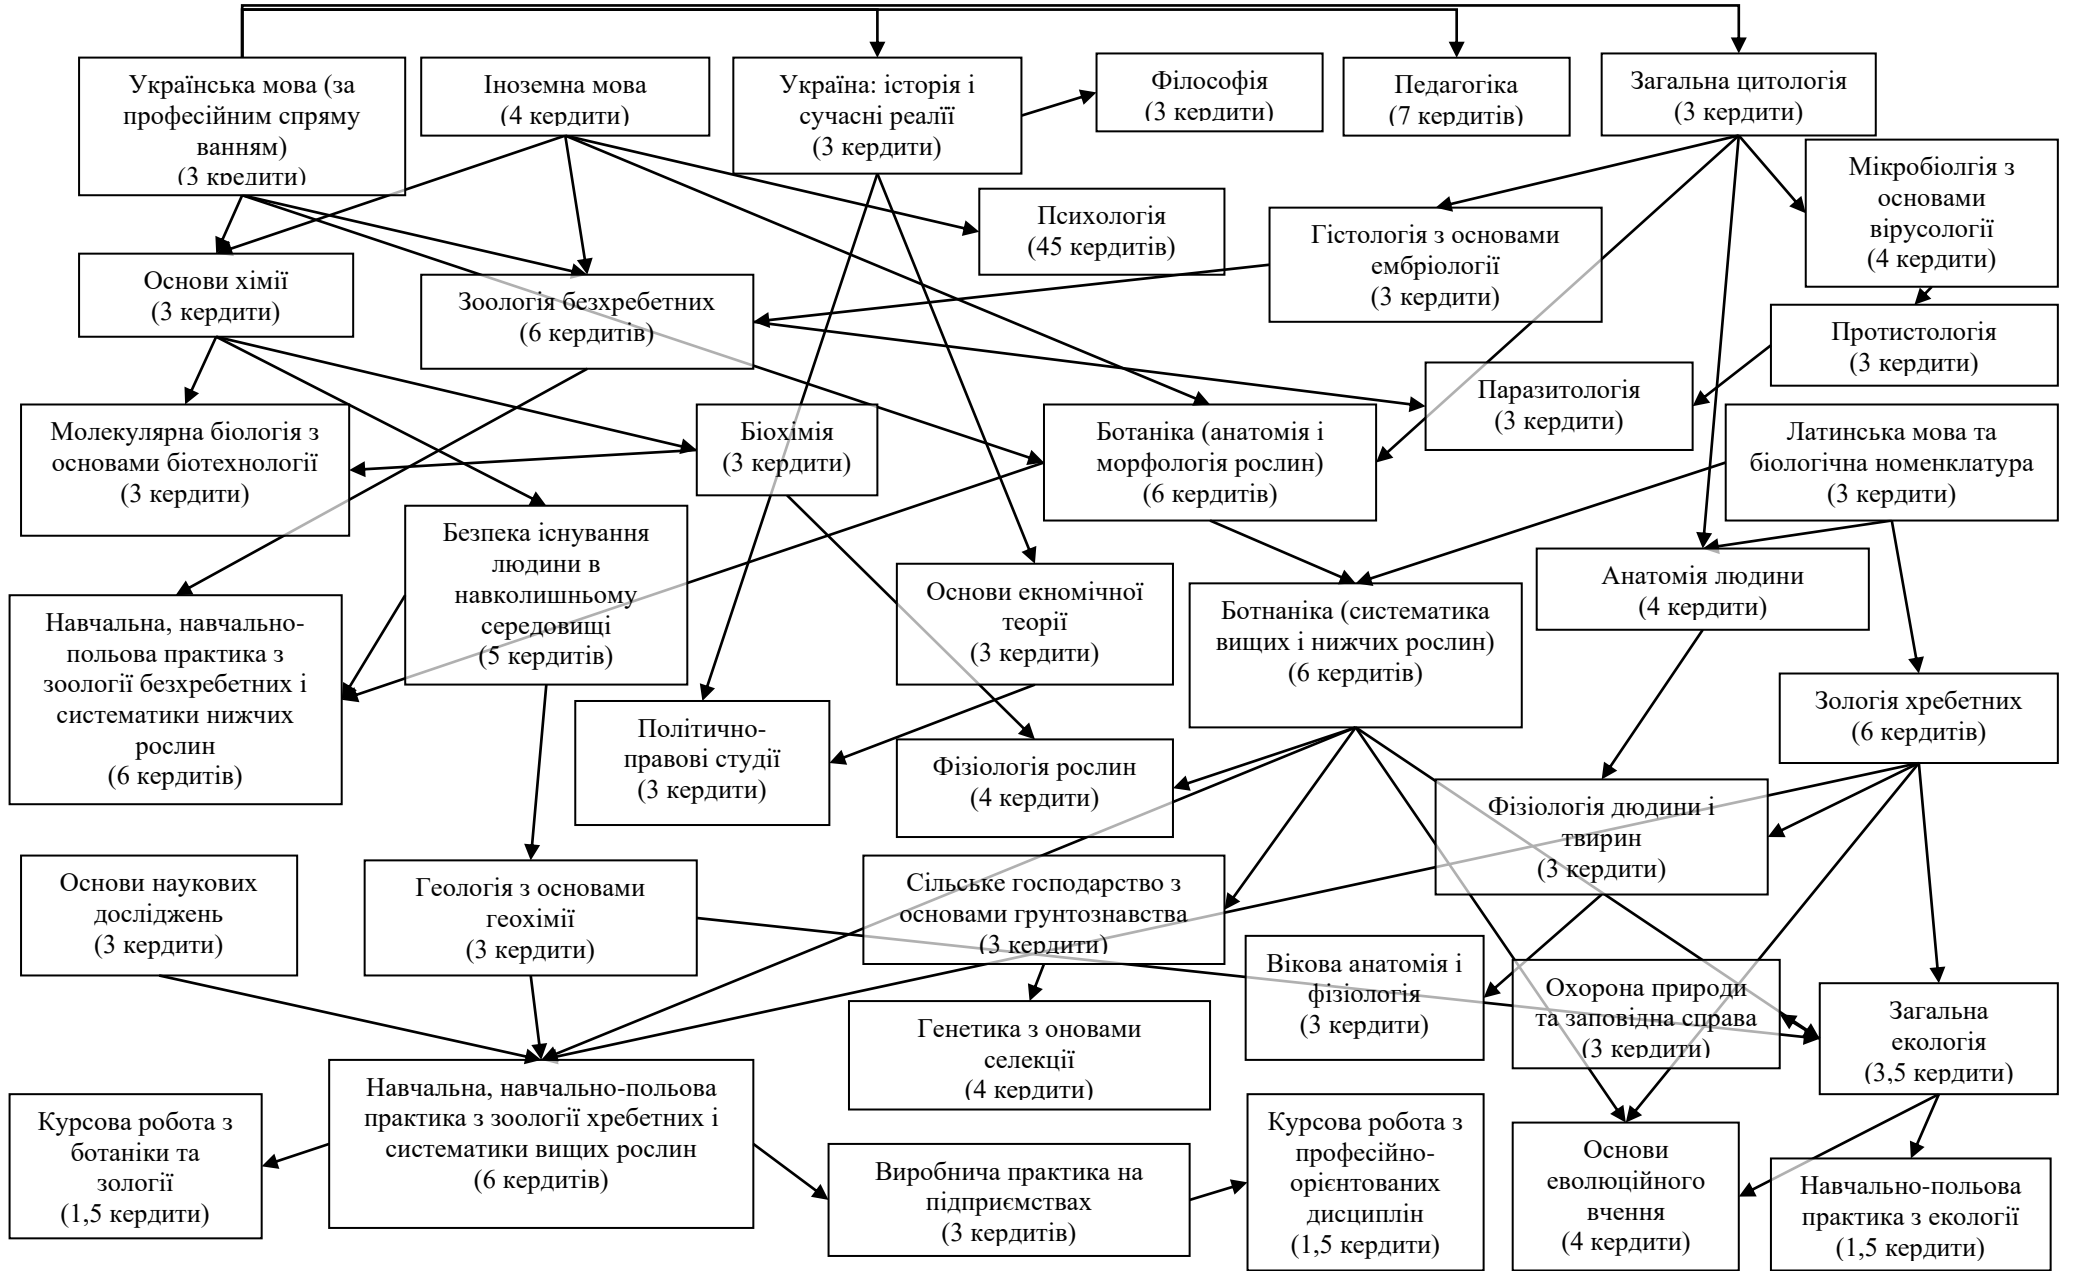 Українська мова (за
професійним спряму
ванням)
(3 кредити)
Іноземна мова
(4 кердити)
Україна: історія і
сучасні реалії
(3 кердити)
Філософія
(3 кердити)
Педагогіка
(7 кердитів)
Загальна цитологія
(3 кердити)
Мікробіолгія з
основами
вірусології
(4 кердити)
Психологія
(45 кердитів)
Гістологія з основами
ембріології
(3 кердити)
Основи хімії
(3 кердити)
Зоологія безхребетних
(6 кердитів)
Протистологія
(3 кердити)
Паразитологія
(3 кердити)
Молекулярна біологія з
основами біотехнології
(3 кердити)
Біохімія
(3 кердити)
Ботаніка (анатомія і
морфологія рослин)
(6 кердитів)
Латинська мова та
біологічна номенклатура
(3 кердити)
Безпека існування
людини в
навколишньому
середовищі
(5 кердитів)
Основи екномічної
теорії
(3 кердити)
Ботнаніка (систематика
вищих і нижчих рослин)
(6 кердитів)
Анатомія людини
(4 кердити)
Навчальна, навчально-
польова практика з
зоології безхребетних і
систематики нижчих
рослин
(6 кердитів)
Політично-
правові студії
(3 кердити)
Фізіологія рослин
(4 кердити)
Зологія хребетних
(6 кердитів)
Фізіологія дюдини і
твирин
(3 кердити)
Основи наукових
досліджень
(3 кердити)
Геологія з основами
геохімії
(3 кердити)
Сільське господарство з
основами грунтознавства
(3 кердити)
Вікова анатомія і
фізіологія
(3 кердити)
Охорона природи
та заповідна справа
(3 кердити)
Загальна
екологія
(3,5 кердити)
Генетика з оновами
селекції
(4 кердити)
Курсова робота з
ботаніки та
зології
(1,5 кердити)
Навчальна, навчально-польова
практика з зоології хребетних і
систематики вищих рослин
(6 кердитів)
Виробнича практика на
підприємствах
(3 кердитів)
Курсова робота з
професійно-
орієнтованих
дисциплін
(1,5 кердити)
Основи
еволюційного
вчення
(4 кердити)
Навчально-польова
практика з екології
(1,5 кердити)